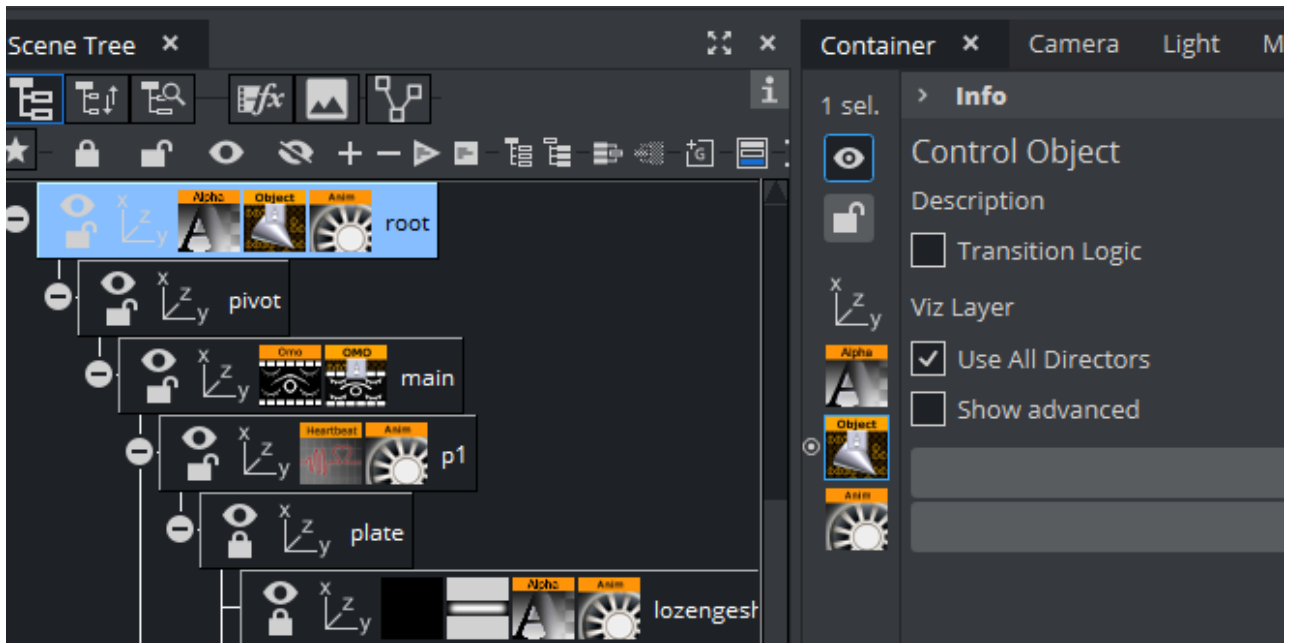 Scene Tree
Container Camera Light M
fx
i
1 sel.
Info
Control Object
Description
Transition Logic
Viz Layer
Use All Directors
Show advanced
Alpha
Object
Anim
Alpha Object Anim root
pivot
Omo OMO main
Heartbeat Anim p1
plate
Alpha Anim lozengesh
x z y
G